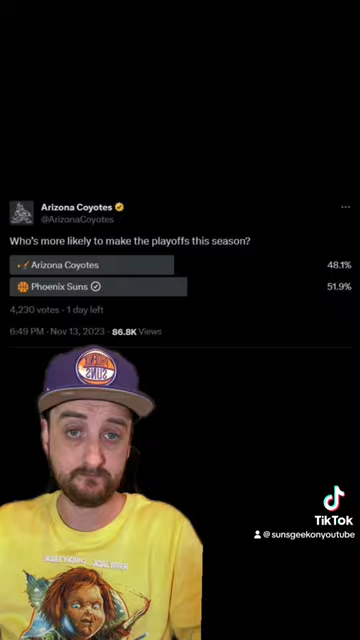 Arizona Coyotes
@ArizonaCoyotes
Who's more likely to make the playoffs this season?
Arizona Coyotes 48.1%
Phoenix Suns 51.9%
4,230 votes · 1 day left
6:49 PM · Nov 13, 2023 · 86.8K Views
SUNS
TikTok
@sunsgeekonyoutube